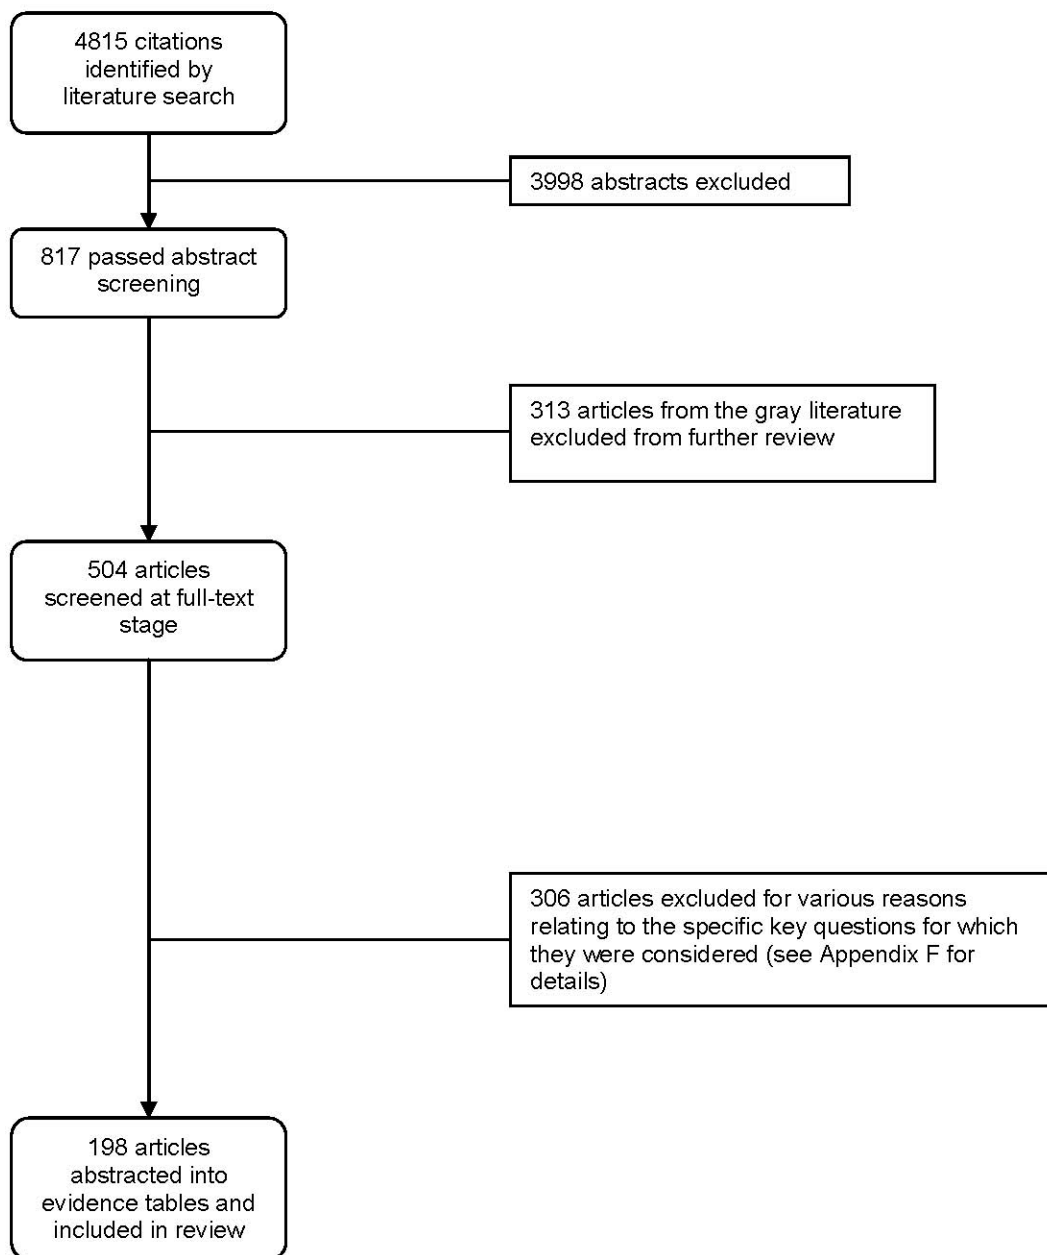 4815 citations
identified by
literature search
3998 abstracts excluded
817 passed abstract
screening
313 articles from the gray literature
excluded from further review
504 articles
screened at full-text
stage
306 articles excluded for various reasons
relating to the specific key questions for which
they were considered (see Appendix F for
details)
198 articles
abstracted into
evidence tables and
included in review